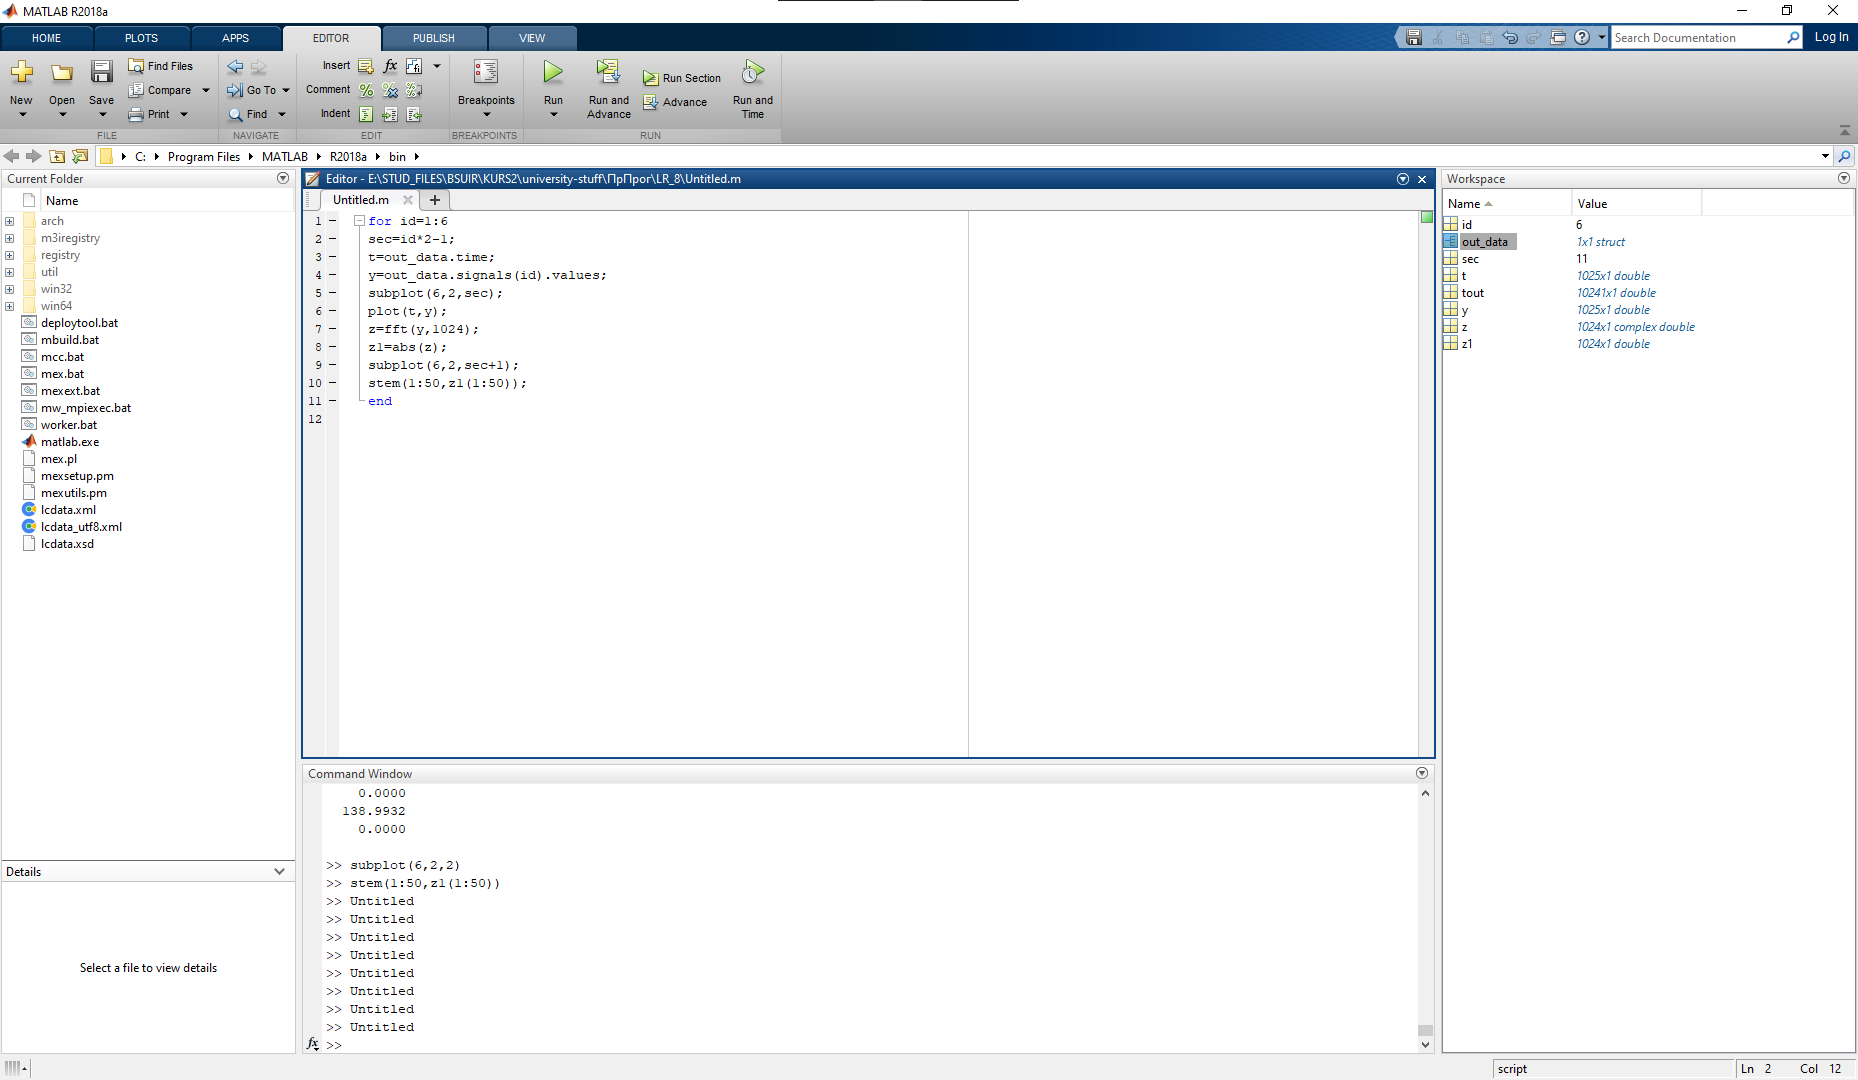 MATLAB R2018a
HOME PLOTS APPS EDITOR PUBLISH VIEW
Search Documentation
Log In
New Open Save Find Files Compare Print
FILE
Go To Find
NAVIGATE
Insert fx
Comment
Indent
EDIT
Breakpoints
BREAKPOINTS
Run Run and Advance Run Section Advance Run and Time
RUN
C: Program Files MATLAB R2018a bin
Current Folder
Name
arch
m3iregistry
registry
util
win32
win64
deploytool.bat
mbuild.bat
mcc.bat
mex.bat
mexext.bat
mw_mpiexec.bat
worker.bat
matlab.exe
mex.pl
mexsetup.pm
mexutils.pm
lcdata.xml
lcdata_utf8.xml
lcdata.xsd
Details
Select a file to view details
Editor - E:\STUD_FILES\BSUIR\KURS2\university-stuff\ПрПрог\LR_8\Untitled.m
Untitled.m
1 for id=1:6
2 sec=id*2-1;
3 t=out_data.time;
4 y=out_data.signals(id).values;
5 subplot(6,2,sec);
6 plot(t,y);
7 z=fft(y,1024);
8 z1=abs(z);
9 subplot(6,2,sec+1);
10 stem(1:50,z1(1:50));
11 end
12
Command Window
0.0000
138.9932
0.0000
>> subplot(6,2,2)
>> stem(1:50,z1(1:50))
>> Untitled
>> Untitled
>> Untitled
>> Untitled
>> Untitled
>> Untitled
>> Untitled
>> Untitled
fx >>
Workspace
Name Value
id 6
out_data 1x1 struct
sec 11
t 1025x1 double
tout 10241x1 double
y 1025x1 double
z 1024x1 complex double
z1 1024x1 double
script
Ln 2 Col 12